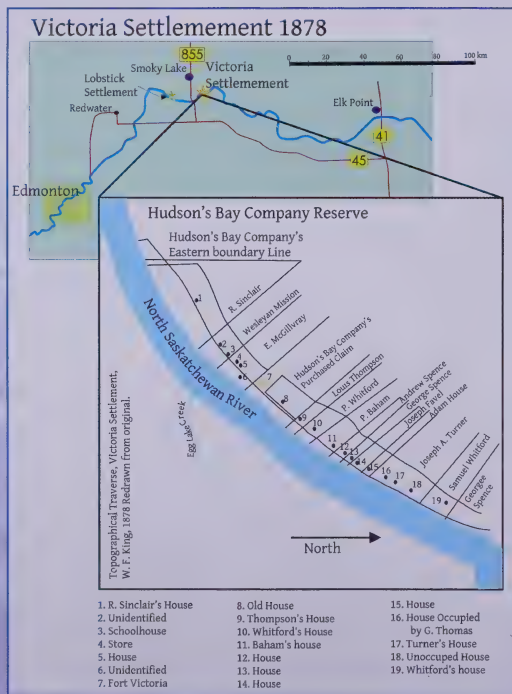 Victoria Settlemement 1878
855
Smoky Lake
Victoria
Settlemement
Lobstick
Settlement
Redwater
0 20 40 60 80 100 km
Elk Point
41
45
Edmonton
Hudson's Bay Company Reserve
Hudson's Bay Company's
Eastern boundary Line
R. Sinclair
Wesleyan Mission
E. McGillvray
Hudson's Bay Company's
Purchased claim
Louis Thompson
P. Whitford
P. Baham
Andrew Spence
George Spence
Joseph Favel
Adam House
Joseph A. Turner
Samuel Whitford
Georgee
Spence
1
2
3
4
5
6
7
8
9
10
11
12
13
14
15
16
17
18
19
North Saskatchewan River
Egg Lake Creek
Topographical Traverse, Victoria Settlement,
W. F. King, 1878 Redrawn from original.
North
1. R. Sinclair's House
2. Unidentified
3. Schoolhouse
4. Store
5. House
6. Unidentified
7. Fort Victoria
8. Old House
9. Thompson's House
10. Whitford's House
11. Baham's house
12. House
13. House
14. House
15. House
16. House Occupied
by G. Thomas
17. Turner's House
18. Unoccuped House
19. Whitford's house